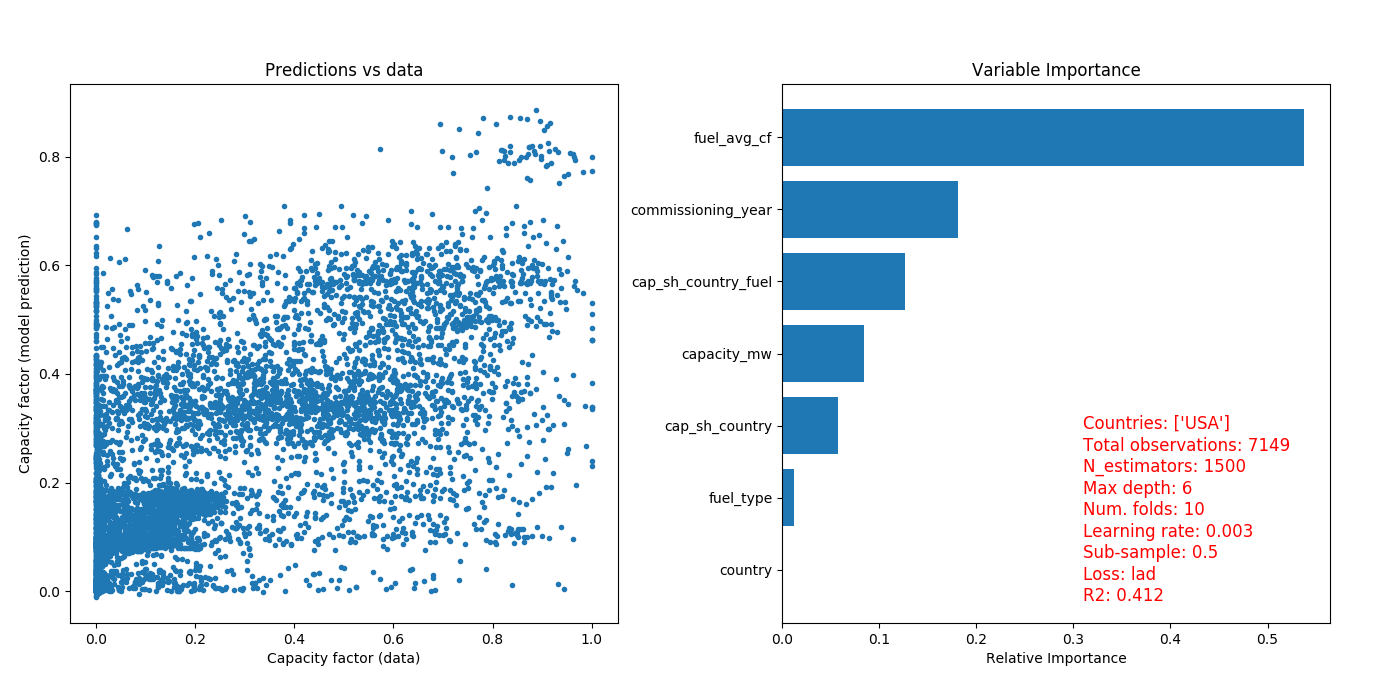 Predictions vs data
Capacity factor (model prediction)
0.8
0.6
0.4
0.2
0.0
0.0 0.2 0.4 0.6 0.8 1.0
Capacity factor (data)
Variable Importance
fuel_avg_cf
commissioning_year
cap_sh_country_fuel
capacity_mw
cap_sh_country
fuel_type
country
Countries: ['USA']
Total observations: 7149
N_estimators: 1500
Max depth: 6
Num. folds: 10
Learning rate: 0.003
Sub-sample: 0.5
Loss: lad
R2: 0.412
0.0 0.1 0.2 0.3 0.4 0.5
Relative Importance